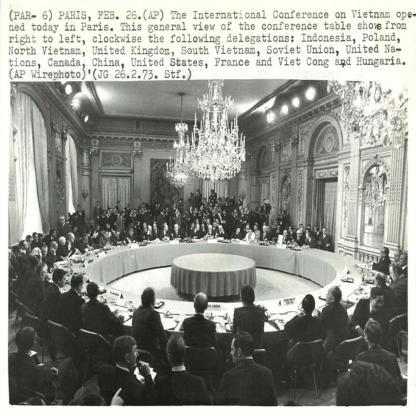 (PAR- 6) PARIS, FEB. 26.(AP) (The International Conference on Vietnam ope-
ned today in Paris. This general view of the conference table shows from
right to left, clockwise the following delegations: Indonesia, Poland,
North Vietnam, United Kingdom, South Vietnam, Soviet Union, United Na-
tions, Canada, China, United States, France and Viet Cong and Hungaria.
(AP Wirephoto)'(JG 26.2.73. Stf.)